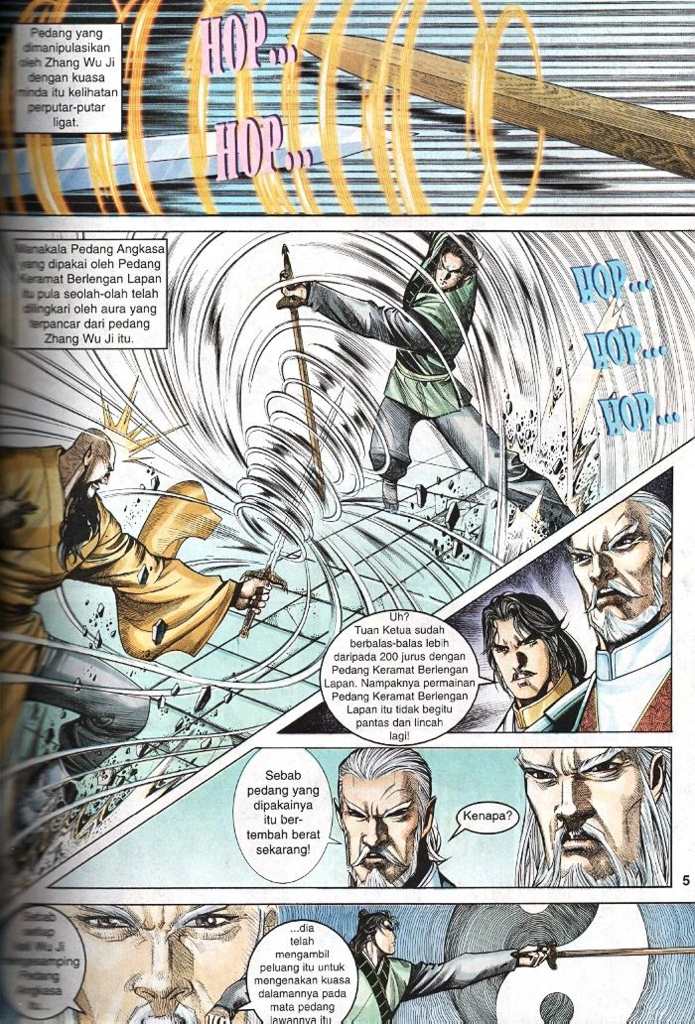 Pedang yang
dimanipulasikan
oleh Zhang Wu Ji
dengan kuasa
minda itu kelihatan
perputar-putar
ligat.
HOP...
HOP...
Manakala Pedang Angkasa
yang dipakai oleh Pedang
Keramat Berlengan Lapan
itu pula seolah-olah telah
dilingkari oleh aura yang
terpancar dari pedang
Zhang Wu Ji itu.
HOP...
HOP...
HOP...
Uh?
Tuan Ketua sudah
berbalas-balas lebih
daripada 200 jurus dengan
Pedang Keramat Berlengan
Lapan. Nampaknya permainan
Pedang Keramat Berlengan
Lapan itu tidak begitu
pantas dan lincah
lagi!
Sebab
pedang yang
dipakainya
itu ber-
tembah berat
sekarang!
Kenapa?
5
Sebab
setiap
kali Wu Ji
Pedang
Angkasa
itu,
...dia
telah
mengambil
peluang itu untuk
mengenakan kuasa
dalamannya pada
mata pedang
lawannya itu